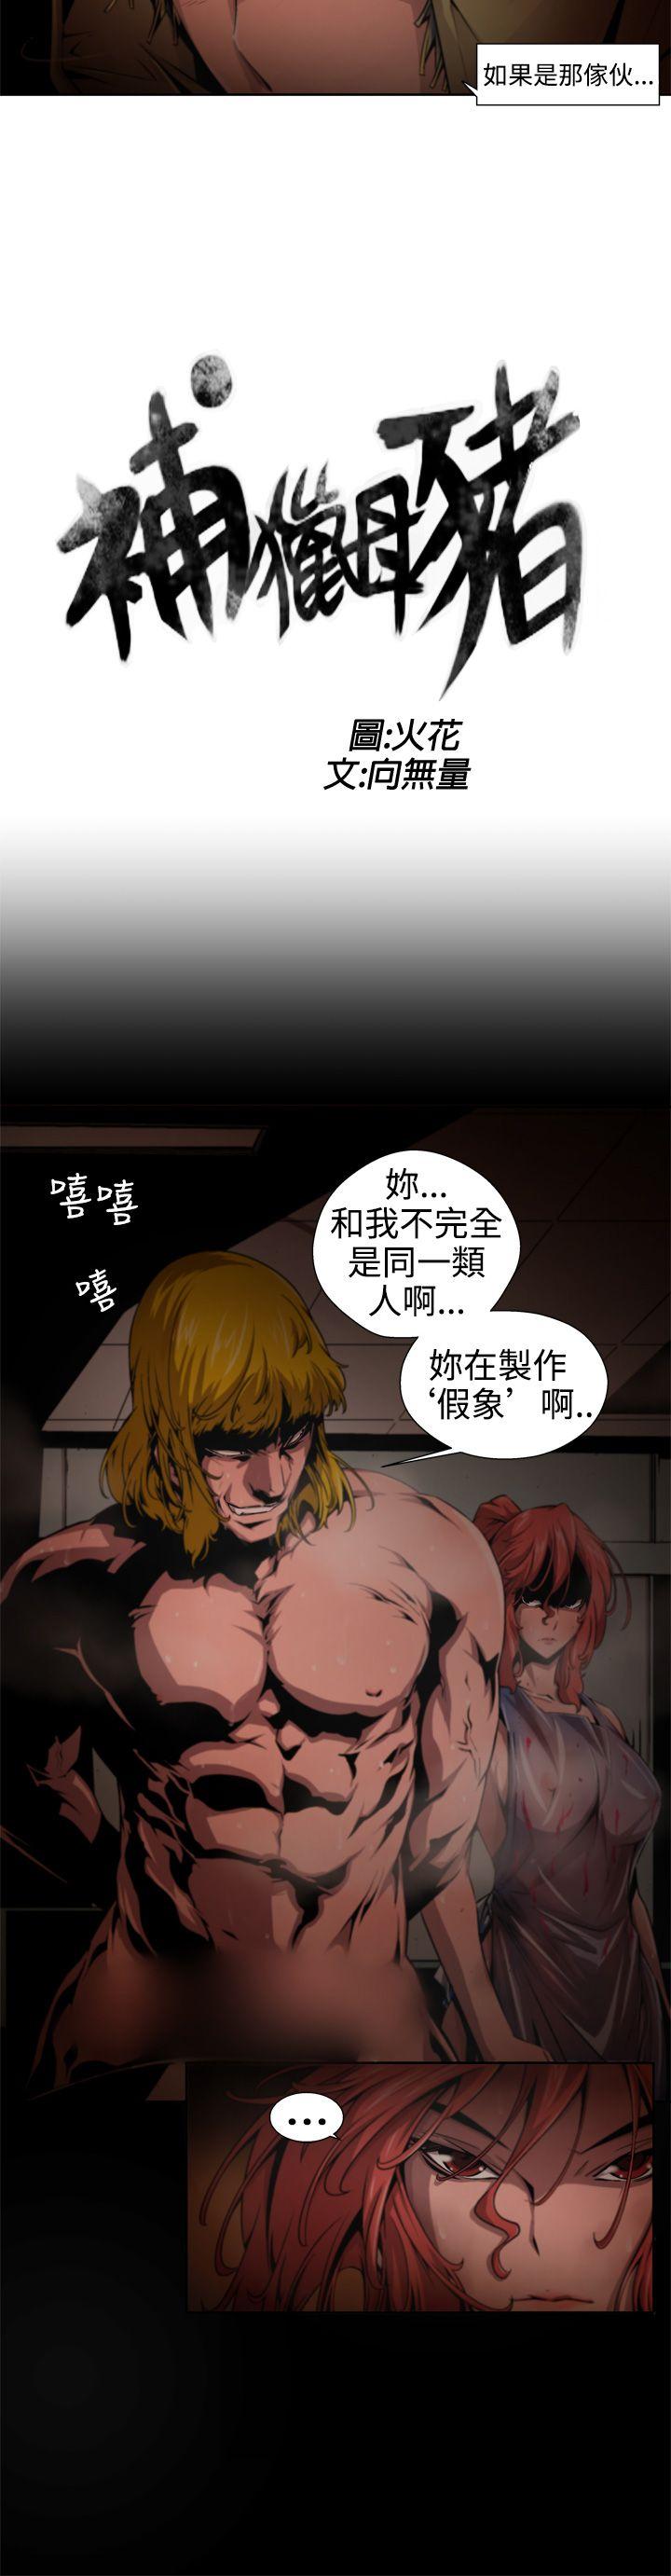 如果是那傢伙...
補獵母豬
圖:火花
文:向無量
嘻嘻
嘻
妳...
和我不完全
是同一類
人啊...
妳在製作
‘假象’ 啊..
...